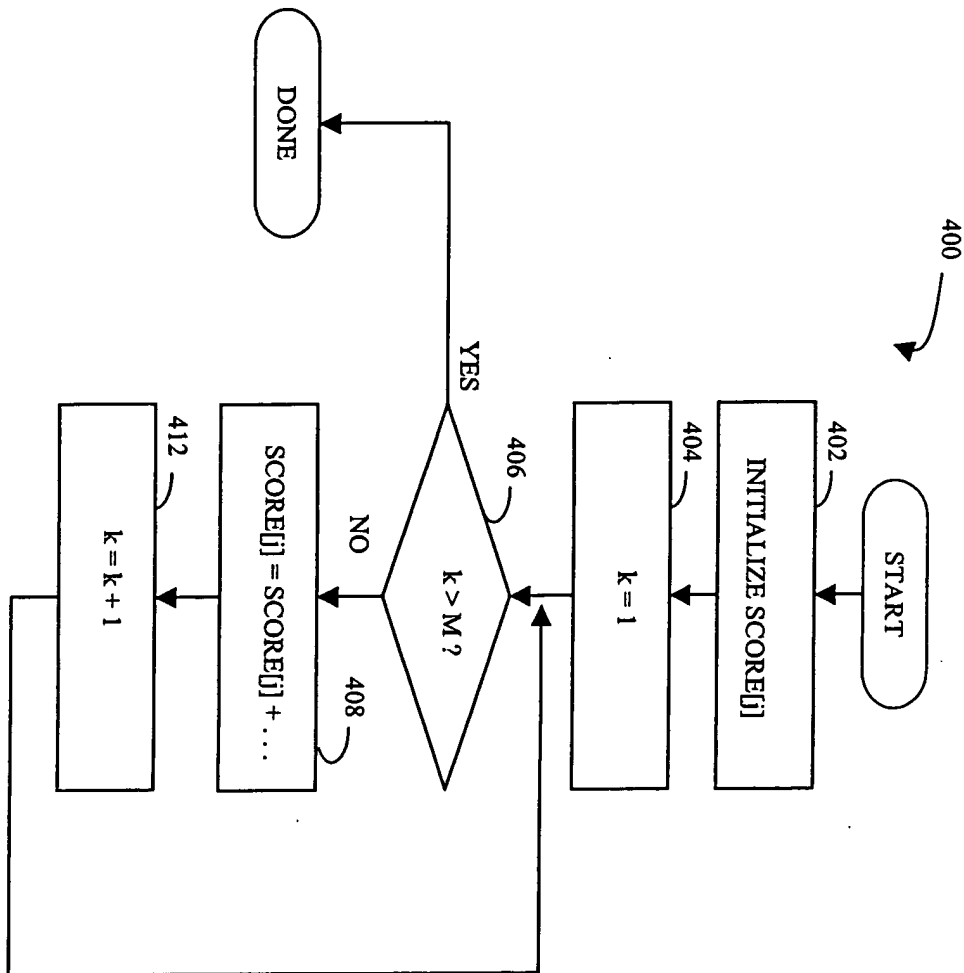 400
START
402
INITIALIZE SCORE[j]
404
k = 1
406
k > M ?
YES
NO
DONE
408
SCORE[j] = SCORE[j] + . . .
412
k = k + 1